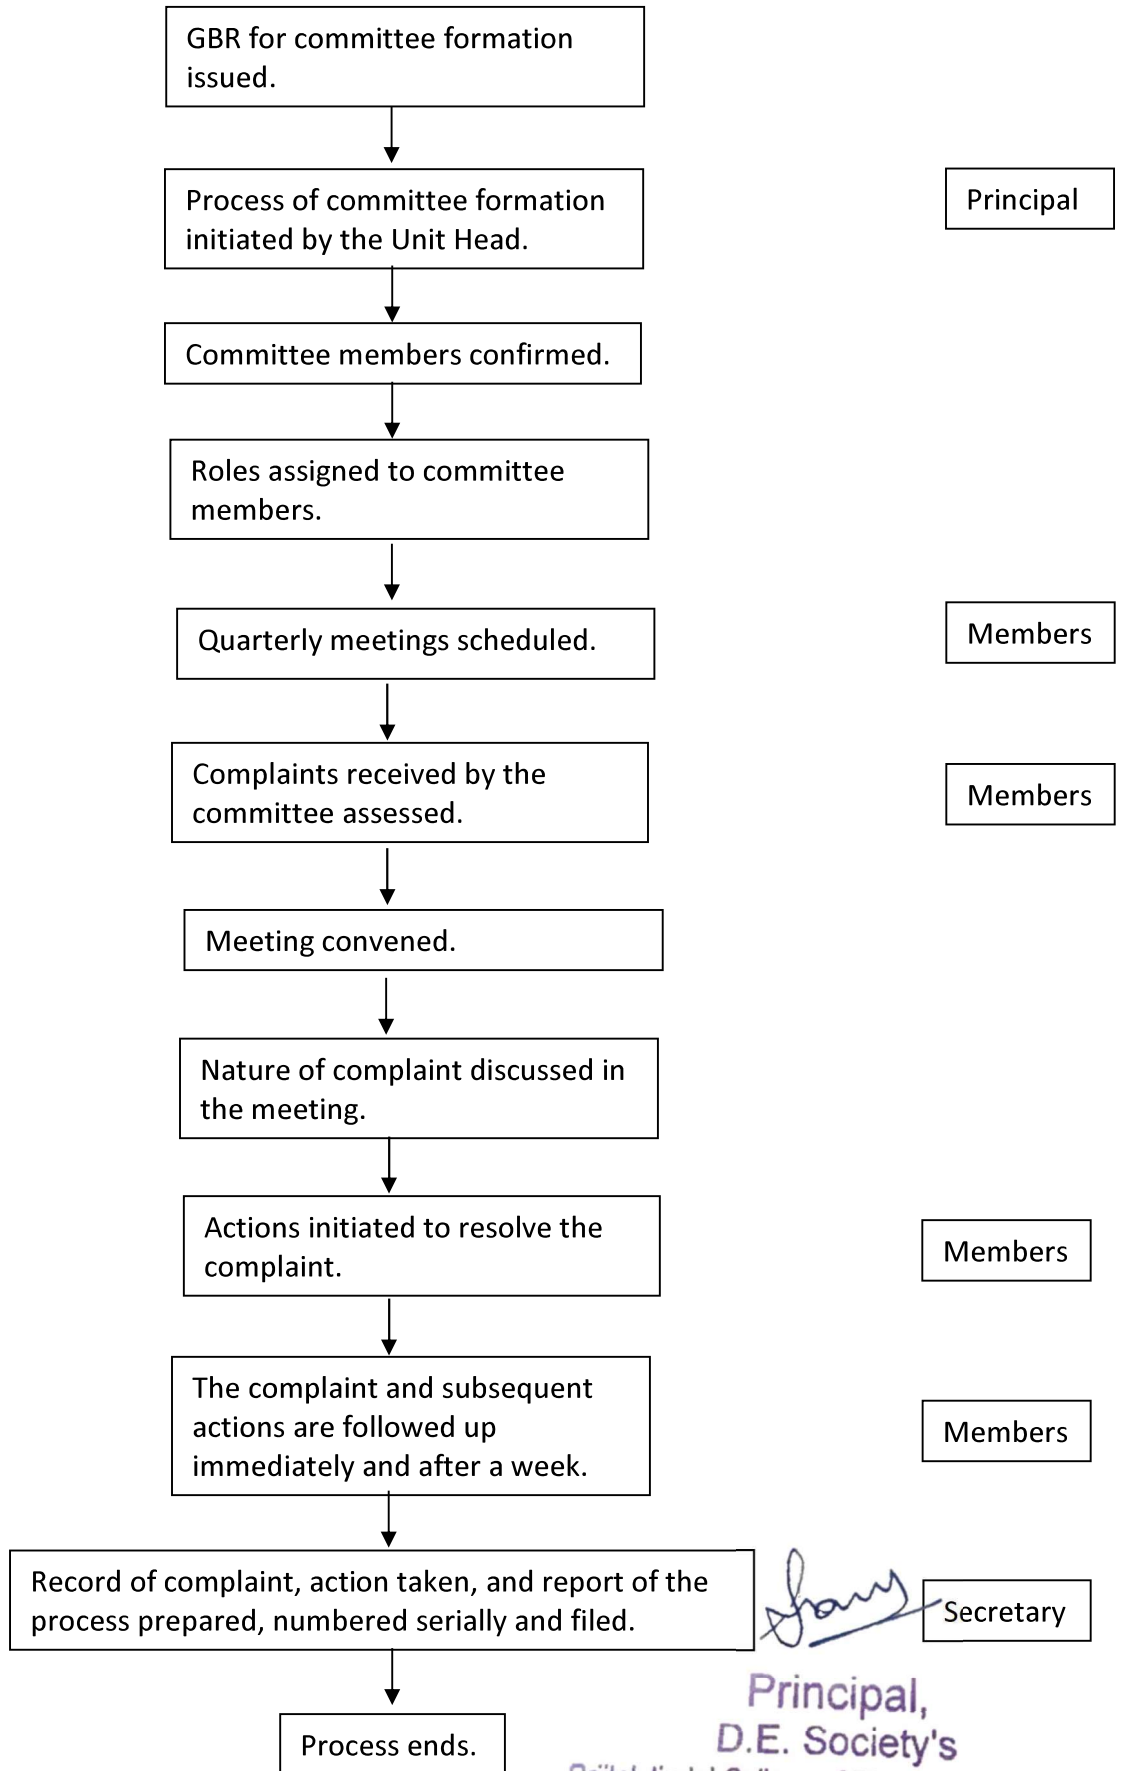 GBR for committee formation
issued.
Process of committee formation
initiated by the Unit Head.
Principal
Committee members confirmed.
Roles assigned to committee
members.
Quarterly meetings scheduled.
Members
Complaints received by the
committee assessed.
Members
Meeting convened.
Nature of complaint discussed in
the meeting.
Actions initiated to resolve the
complaint.
Members
The complaint and subsequent
actions are followed up
immediately and after a week.
Members
Record of complaint, action taken, and report of the
process prepared, numbered serially and filed.
Secretary
Principal,
D.E. Society's
Process ends.